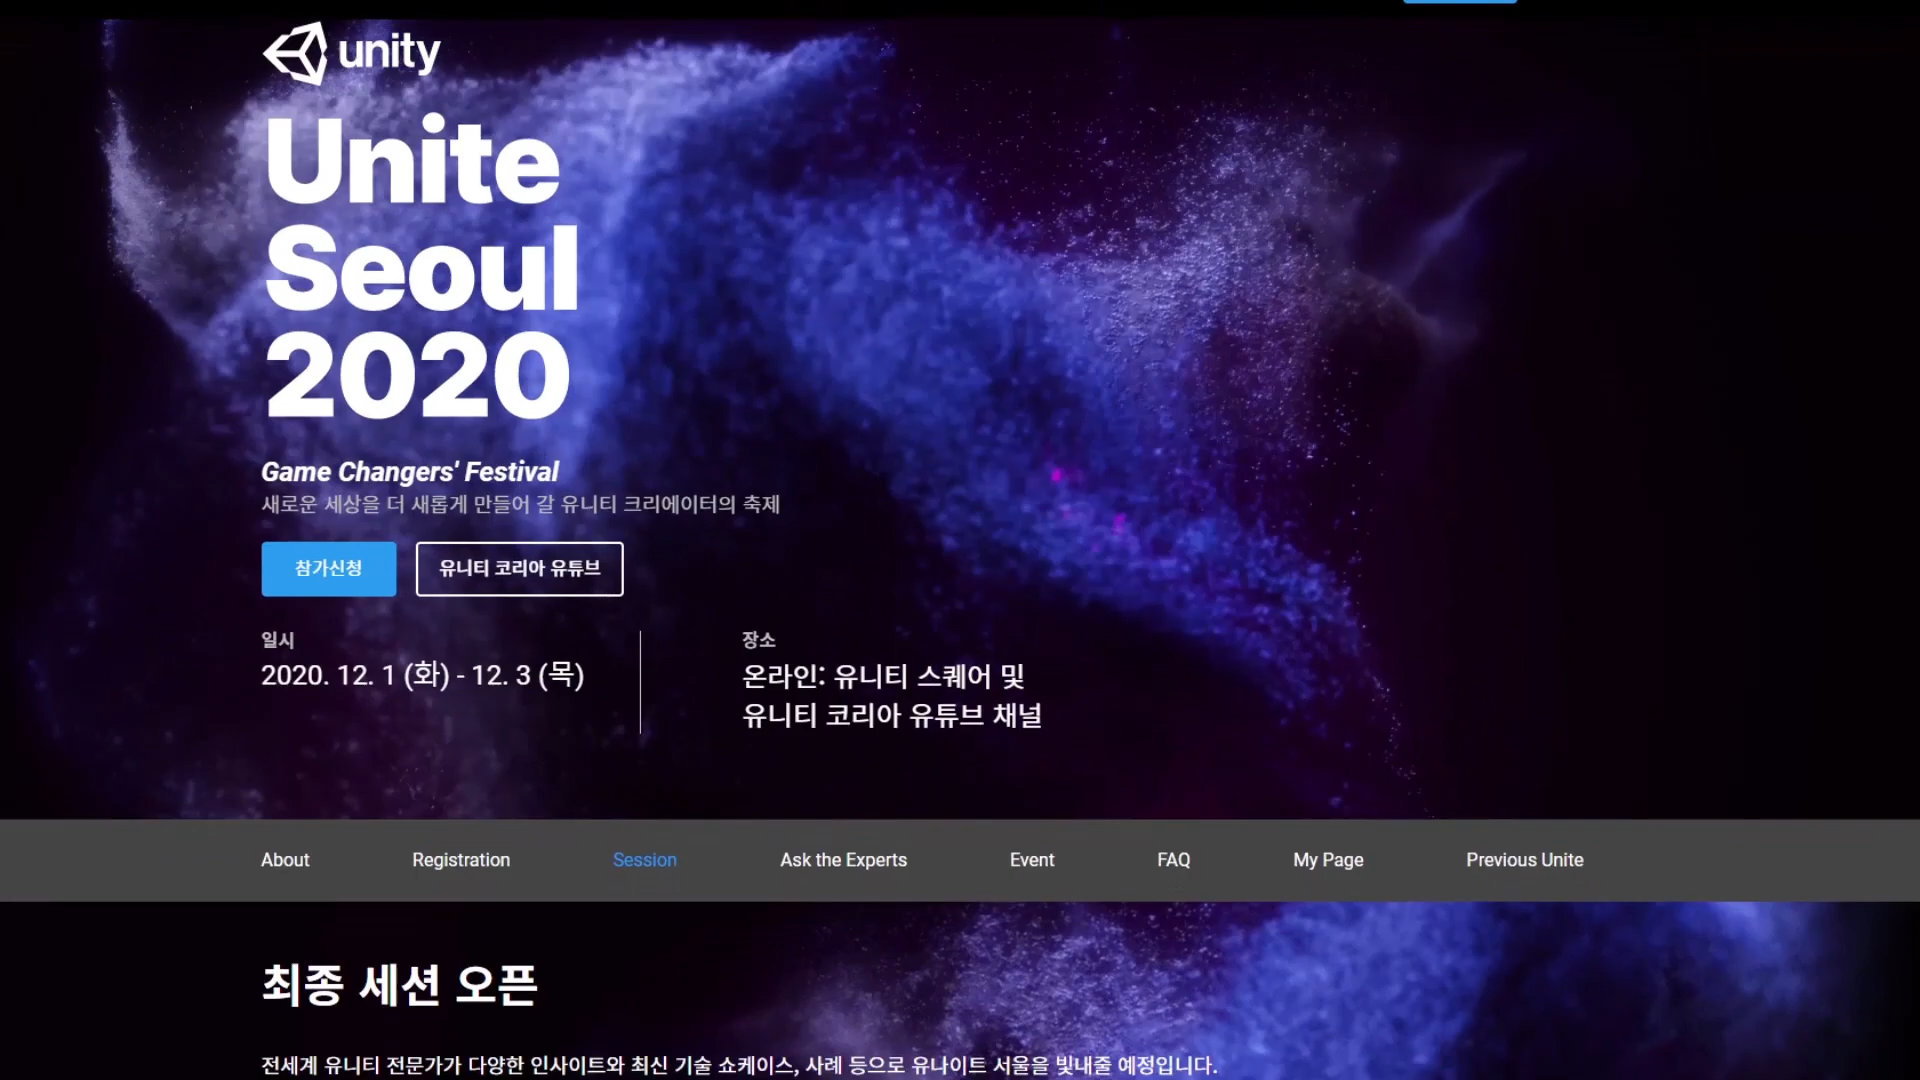 unity
Unite
Seoul
2020
Game Changers' Festival
새로운 세상을 더 새롭게 만들어 갈 유니티 크리에이터의 축제
참가신청
유니티 코리아 유튜브
일시
2020. 12. 1 (화) - 12. 3 (목)
장소
온라인: 유니티 스퀘어 및
유니티 코리아 유튜브 채널
About
Registration
Session
Ask the Experts
Event
FAQ
My Page
Previous Unite
최종 세션 오픈
전세계 유니티 전문가가 다양한 인사이트와 최신 기술 쇼케이스, 사례 등으로 유나이트 서울을 빛내줄 예정입니다.